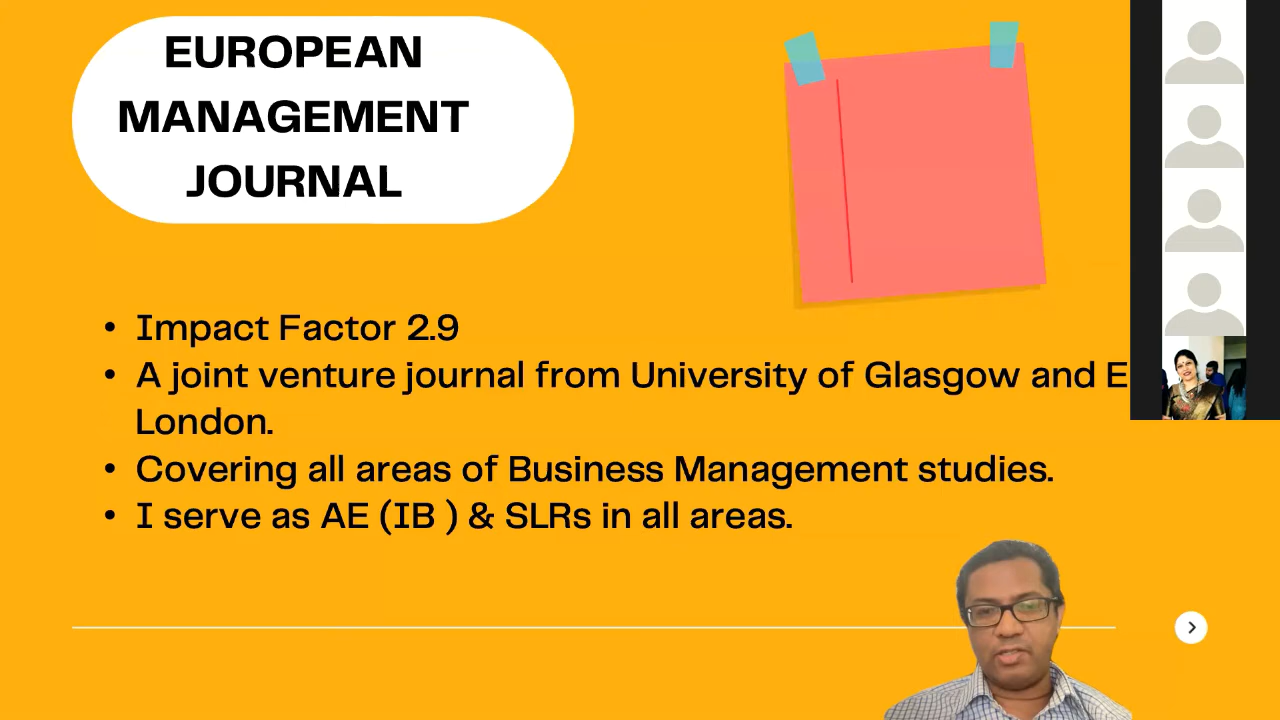 EUROPEAN
MANAGEMENT
JOURNAL
• Impact Factor 2.9
• A joint venture journal from University of Glasgow and E
London.
• Covering all areas of Business Management studies.
• I serve as AE (IB ) & SLRs in all areas.